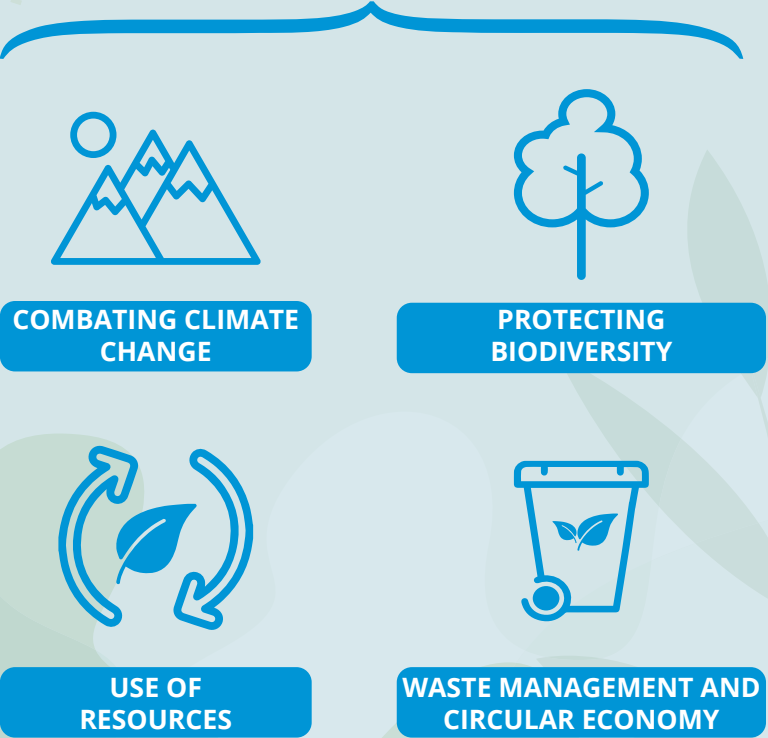 COMBATING CLIMATE
CHANGE
PROTECTING
BIODIVERSITY
USE OF
RESOURCES
WASTE MANAGEMENT AND
CIRCULAR ECONOMY